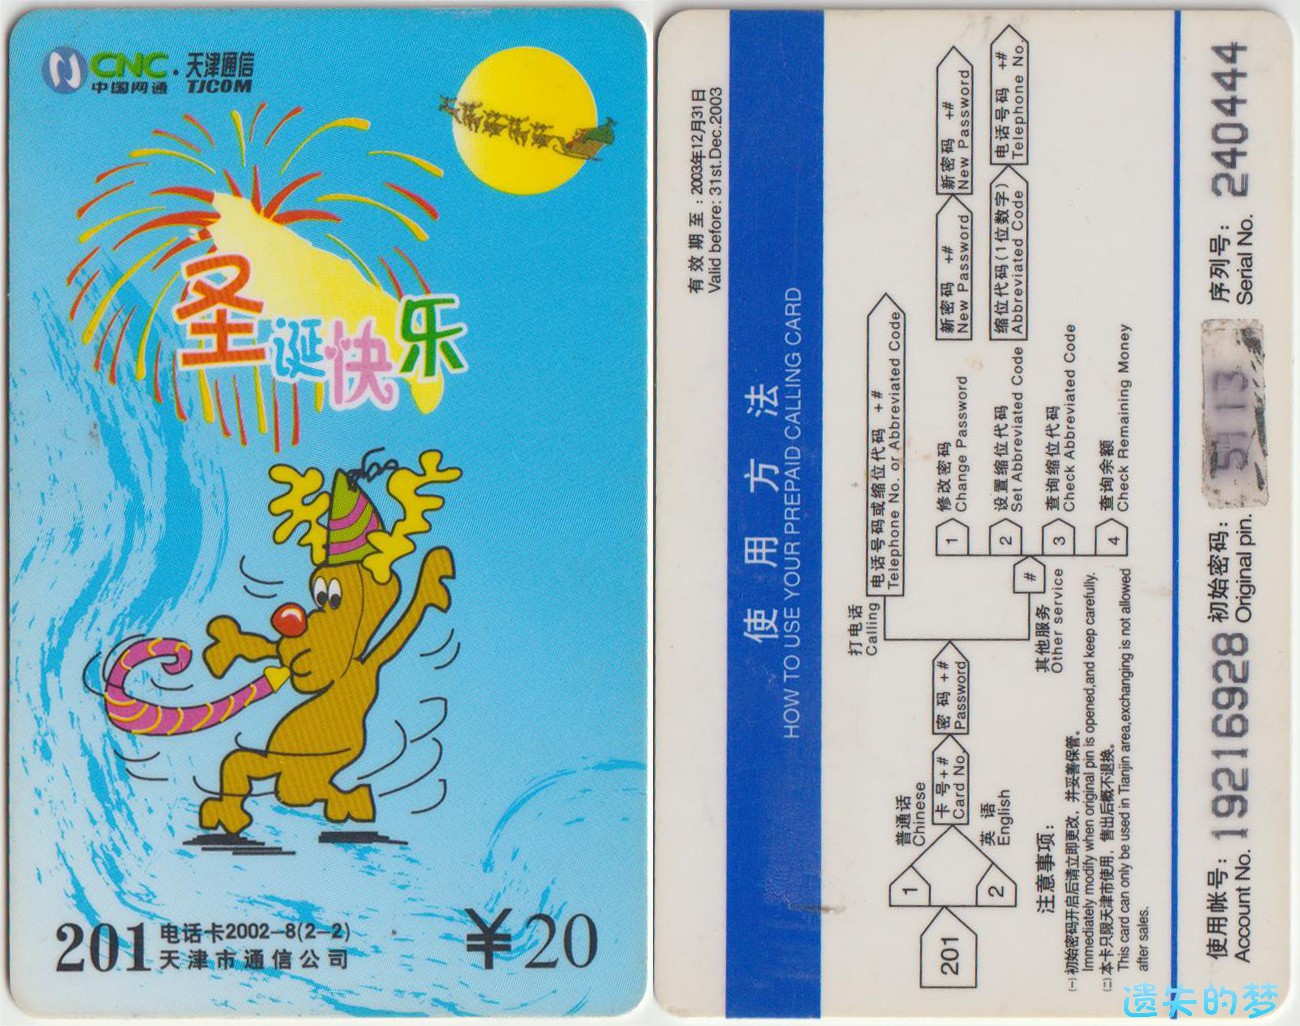 CNC·天津通信
中国网通 TJCOM
圣诞快乐
201 电话卡2002-8(2-2)
天津市通信公司
¥20
有效期至：2003年12月31日
Valid before: 31st.Dec.2003
使用方法
HOW TO USE YOUR PREPAID CALLING CARD
201
1
普通话
Chinese
2
英语
English
卡号+#
Card No.
密码+#
Password
打电话
Calling
电话号码或缩位代码 +#
Telephone No. or Abbreviated Code
其他服务
Other service
#
1
修改密码
Change Password
新密码 +#
New Password
新密码 +#
New Password
2
设置缩位代码
Set Abbreviated Code
缩位代码(1位数字)
Abbreviated Code
电话号码 +#
Telephone No.
3
查询缩位代码
Check Abbreviated Code
4
查询余额
Check Remaining Money
注意事项：
(一)初始密码开启后请立即更改，并妥善保管。
Immediately modify when original pin is opened,and keep carefully.
(二)本卡只限天津市使用，售出后概不退换。
This card can only be used in Tianjin area,exchanging is not allowed
after sales.
使用帐号：19216928 初始密码： 序列号：240444
Account No. Original pin. Serial No.
遗失的梦